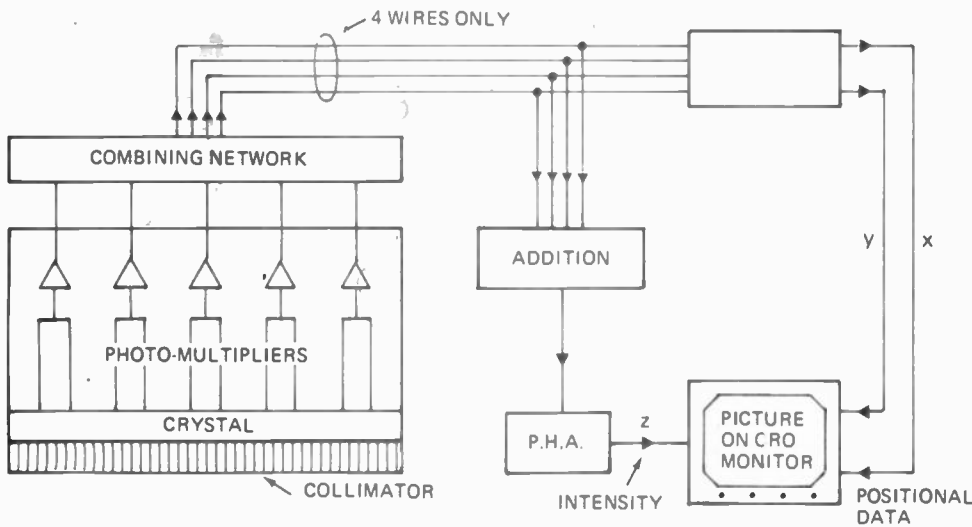 4 WIRES ONLY
COMBINING NETWORK
ADDITION
y
x
PHOTO-MULTIPLIERS
CRYSTAL
COLLIMATOR
P.H.A.
z
INTENSITY
PICTURE
ON CRO
MONITOR
POSITIONAL
DATA